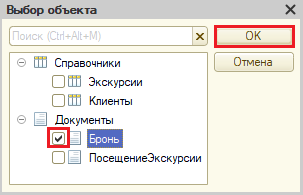 Выбор объекта
Поиск (Ctrl+Alt+M)
OK
Отмена
Справочники
Экскурсии
Клиенты
Документы
Бронь
ПосещениеЭкскурсии